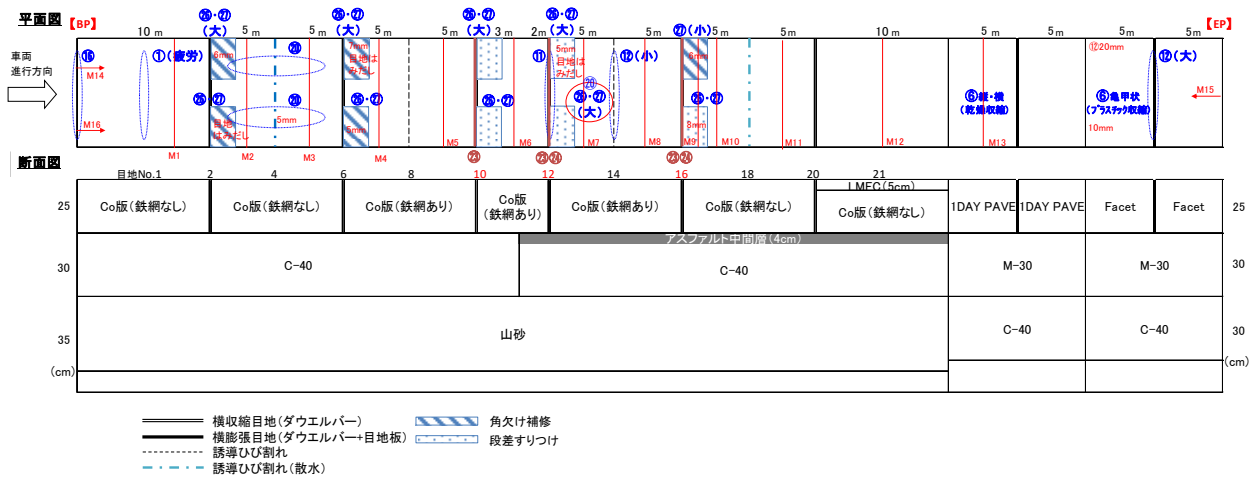 平面図
【BP】
【EP】
10 m
5 m
5 m
5 m
5 m
3 m
2m
5 m
5 m
5 m
5 m
10 m
5 m
5 m
5m
5m
㉖・㉗
(大)
㉖・㉗
(大)
㉖・㉗
(大)
㉖・㉗
(大)
㉗(小)
車両
進行方向
⑯
①(疲労)
6mm
⑳
7mm
目地は
みだし
⑪
5mm
目地は
みだし
⑫(小)
6mm
⑫20mm
⑫(大)
M14
M15
⑳
㉖・㉗
(大)
㉖・㉗
⑳
㉖・㉗
㉖・㉗
㉖・㉗
⑥縦・横
(乾燥収縮)
⑥亀甲状
(プラスチック収縮)
M16
目地
はみだし
5mm
5mm
3mm
10mm
M1
M2
M3
M4
M5
M6
M7
M8
M9
M10
M11
M12
M13
断面図
㉓
㉓㉔
㉓㉔
目地No.1
2
4
6
8
10
12
14
16
18
20
21
25
Co版(鉄網なし)
Co版(鉄網なし)
Co版(鉄網あり)
Co版
(鉄網あり)
Co版(鉄網あり)
Co版(鉄網なし)
LMFC(5cm)
Co版(鉄網なし)
1DAY PAVE
1DAY PAVE
Facet
Facet
25
アスファルト中間層(4cm)
30
C-40
C-40
M-30
M-30
30
35
山砂
C-40
C-40
30
(cm)
(cm)
横収縮目地(ダウエルバー)
角欠け補修
横膨張目地(ダウエルバー+目地板)
段差すりつけ
誘導ひび割れ
誘導ひび割れ(散水)